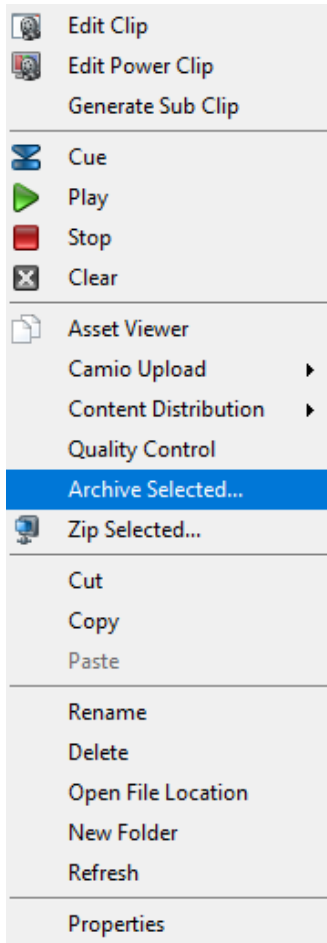 Edit Clip
Edit Power Clip
Generate Sub Clip
Cue
Play
Stop
Clear
Asset Viewer
Camio Upload
Content Distribution
Quality Control
Archive Selected...
Zip Selected...
Cut
Copy
Paste
Rename
Delete
Open File Location
New Folder
Refresh
Properties